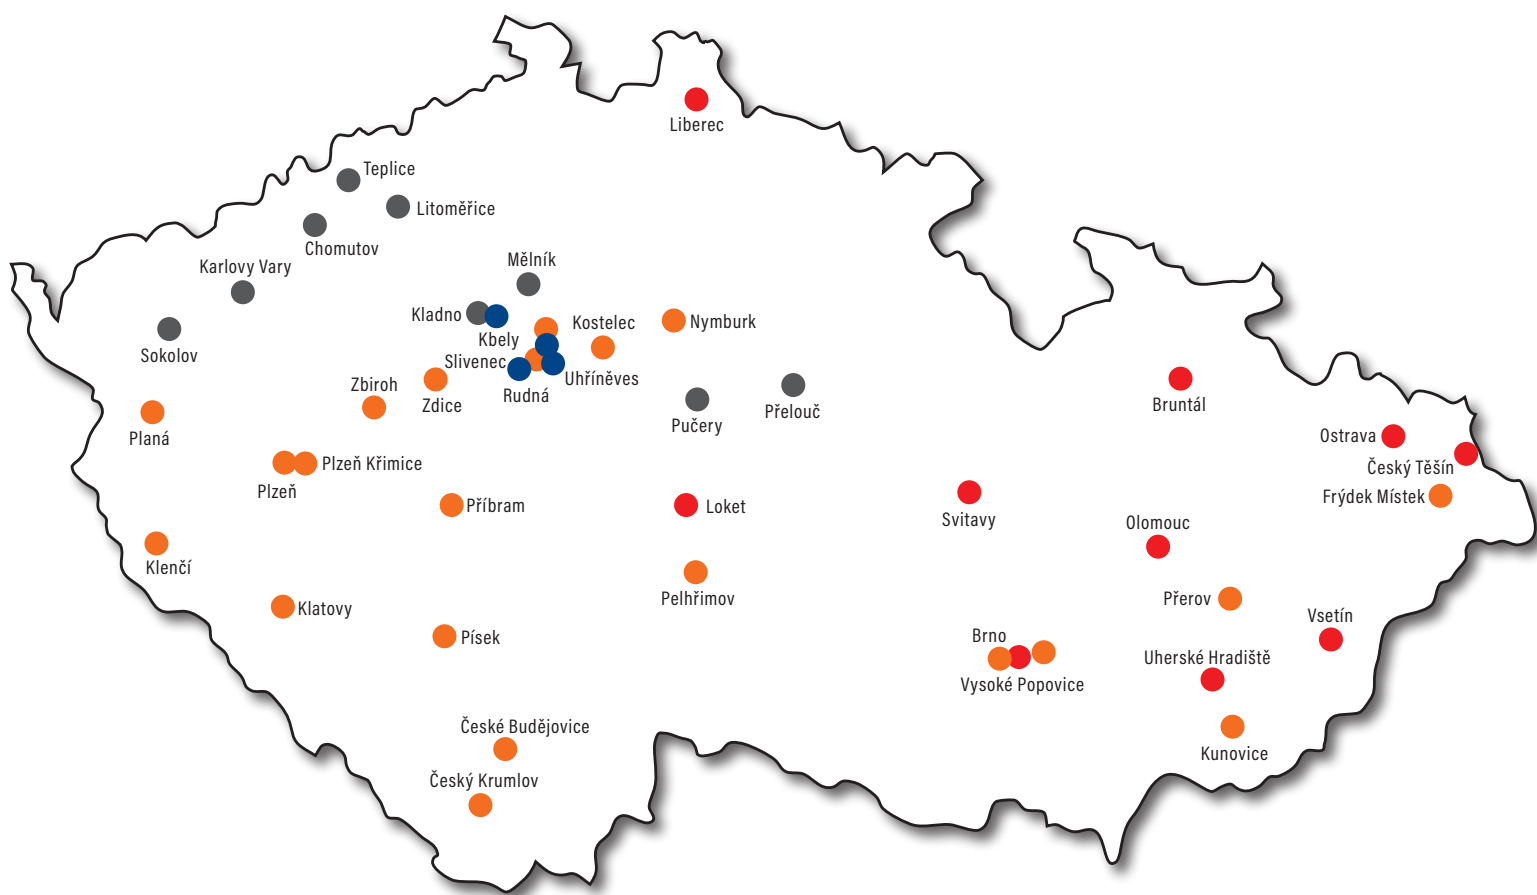 Liberec
Teplice
Litoměřice
Chomutov
Karlovy Vary
Mělník
Kladno
Kbely
Kostelec
Nymburk
Sokolov
Slivenec
Uhříněves
Rudná
Zbiroh
Zdice
Pučery
Přelouč
Bruntál
Planá
Ostrava
Český Těšín
Plzeň Křimice
Plzeň
Frýdek Místek
Příbram
Loket
Svitavy
Olomouc
Klenčí
Pelhřimov
Přerov
Klatovy
Vsetín
Písek
Brno
Uherské Hradiště
Vysoké Popovice
České Budějovice
Kunovice
Český Krumlov